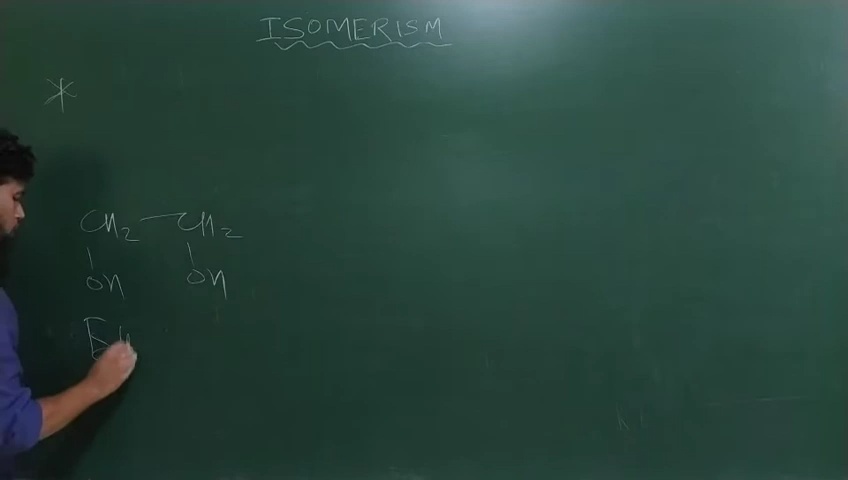 ISOMERISM
*
CH₂ — CH₂
OH OH